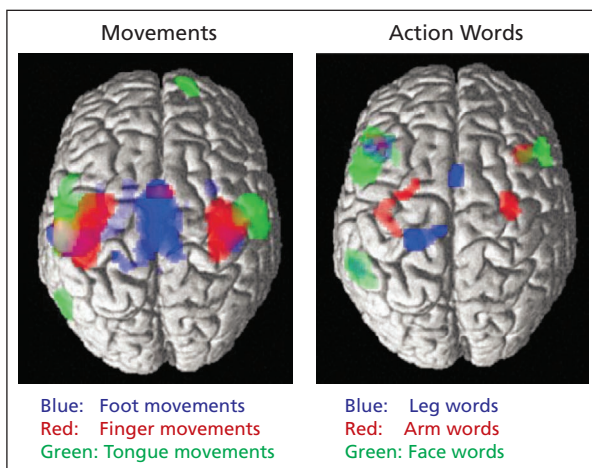 Movements
Action Words
Blue: Foot movements
Red: Finger movements
Green: Tongue movements
Blue: Leg words
Red: Arm words
Green: Face words